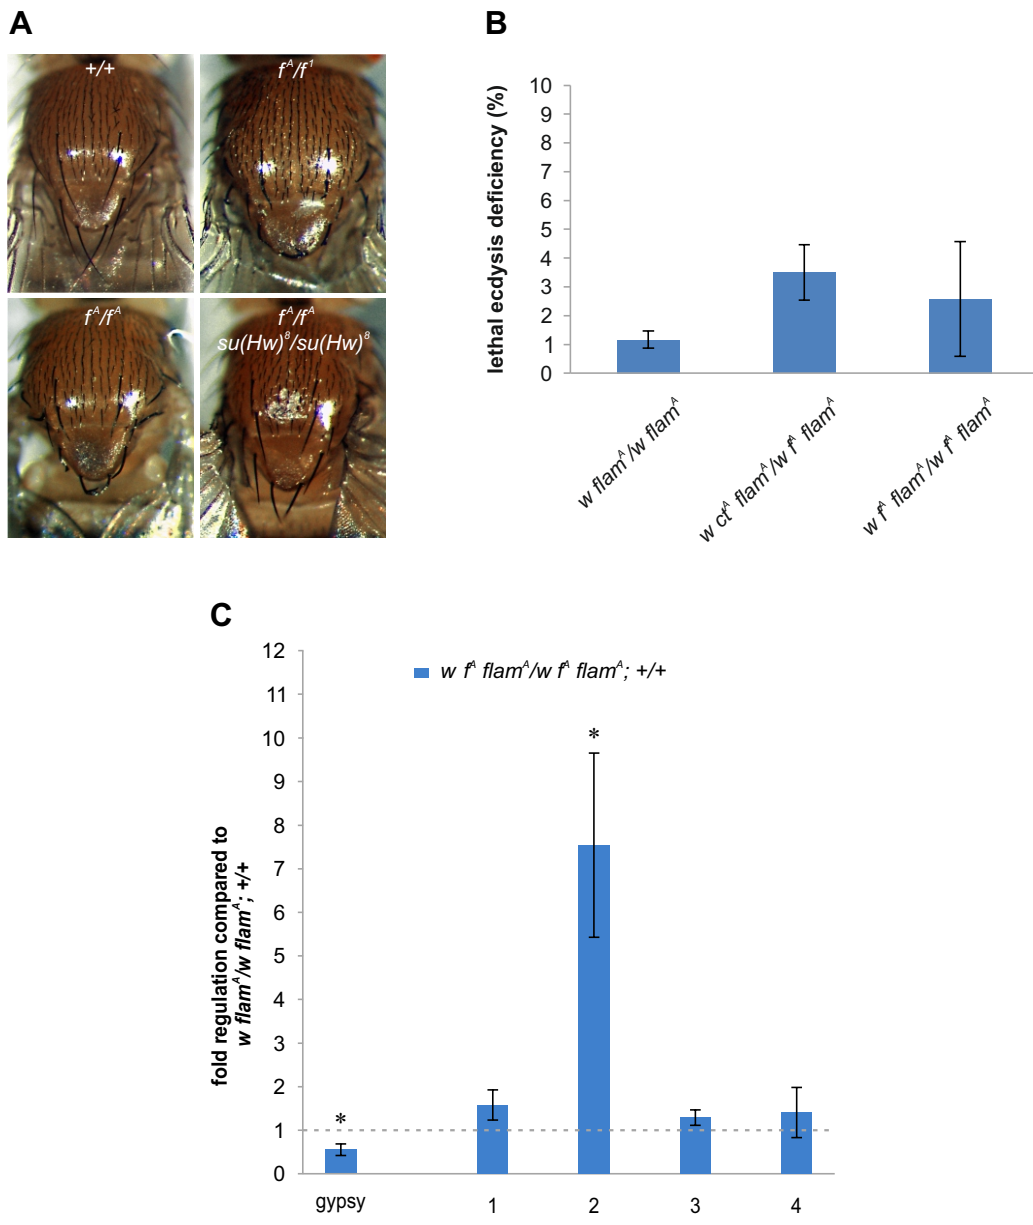 A
+/+
f^A/f^1
f^A/f^A
f^A/f^A
su(Hw)^8/su(Hw)^8
B
lethal ecdysis deficiency (%)
10
9
8
7
6
5
4
3
2
1
0
w flam^A/w flam^A
w ct^A flam^A/w f^A flam^A
w f^A flam^A/w f^A flam^A
C
fold regulation compared to
w flam^A/w flam^A; +/+
12
11
10
9
8
7
6
5
4
3
2
1
0
w f^A flam^A/w f^A flam^A; +/+
*
*
gypsy 1 2 3 4